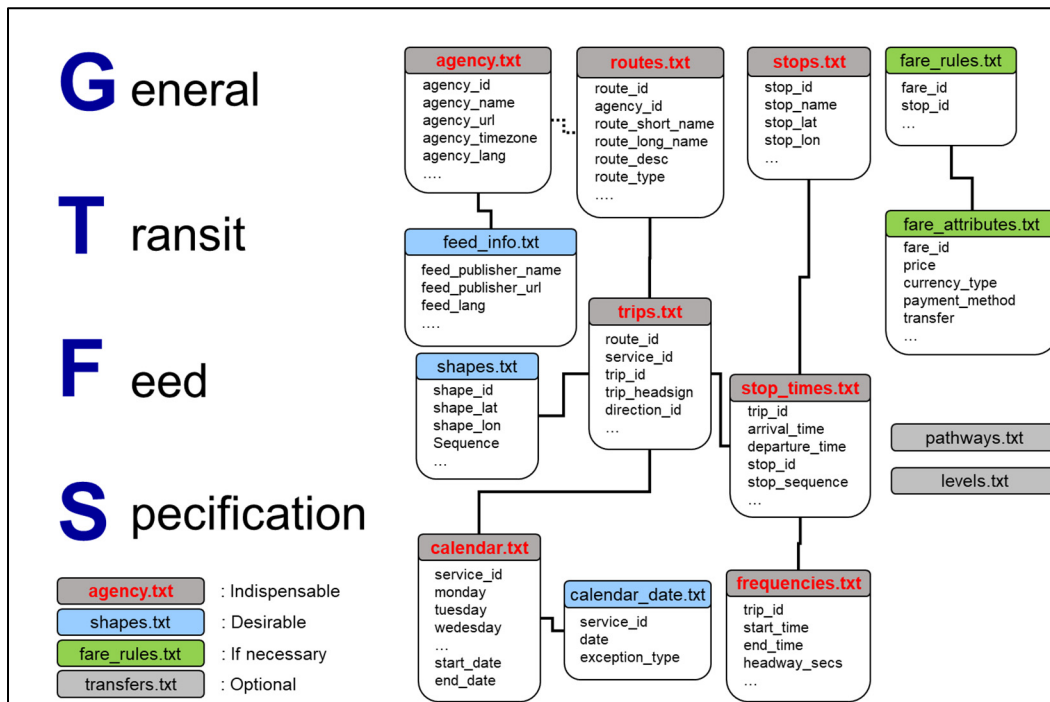 General
Transit
Feed
Specification
agency.txt : Indispensable
shapes.txt : Desirable
fare_rules.txt : If necessary
transfers.txt : Optional
agency.txt
agency_id
agency_name
agency_url
agency_timezone
agency_lang
....
routes.txt
route_id
agency_id
route_short_name
route_long_name
route_desc
route_type
....
stops.txt
stop_id
stop_name
stop_lat
stop_lon
...
fare_rules.txt
fare_id
stop_id
...
feed_info.txt
feed_publisher_name
feed_publisher_url
feed_lang
....
fare_attributes.txt
fare_id
price
currency_type
payment_method
transfer
...
trips.txt
route_id
service_id
trip_id
trip_headsign
direction_id
...
shapes.txt
shape_id
shape_lat
shape_lon
Sequence
...
stop_times.txt
trip_id
arrival_time
departure_time
stop_id
stop_sequence
...
pathways.txt
levels.txt
calendar.txt
service_id
monday
tuesday
wedesday
...
start_date
end_date
calendar_date.txt
service_id
date
exception_type
frequencies.txt
trip_id
start_time
end_time
headway_secs
...